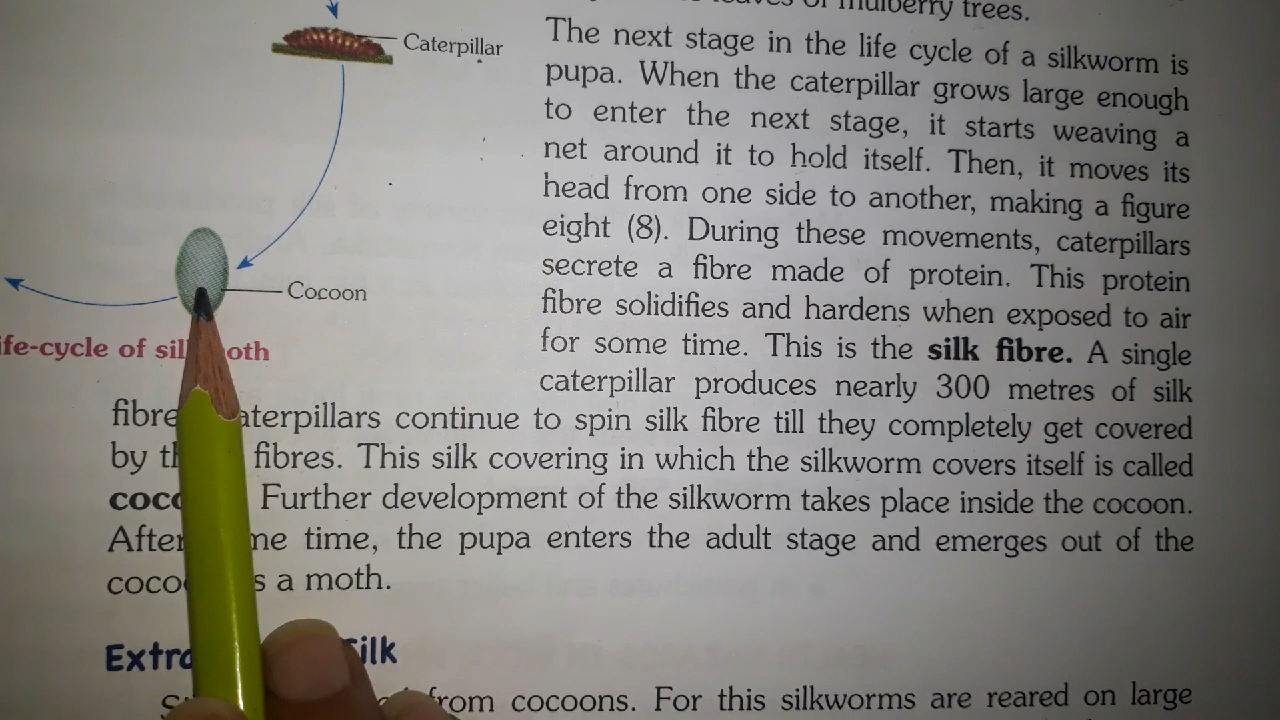 mulberry trees.
Caterpillar
The next stage in the life cycle of a silkworm is
pupa. When the caterpillar grows large enough
to enter the next stage, it starts weaving a
net around it to hold itself. Then, it moves its
head from one side to another, making a figure
eight (8). During these movements, caterpillars
secrete a fibre made of protein. This protein
fibre solidifies and hardens when exposed to air
for some time. This is the silk fibre. A single
caterpillar produces nearly 300 metres of silk
Cocoon
ife-cycle of sil oth
fibre aterpillars continue to spin silk fibre till they completely get covered
by th fibres. This silk covering in which the silkworm covers itself is called
coco Further development of the silkworm takes place inside the cocoon.
After me time, the pupa enters the adult stage and emerges out of the
coco s a moth.
Extra Silk
from cocoons. For this silkworms are reared on large